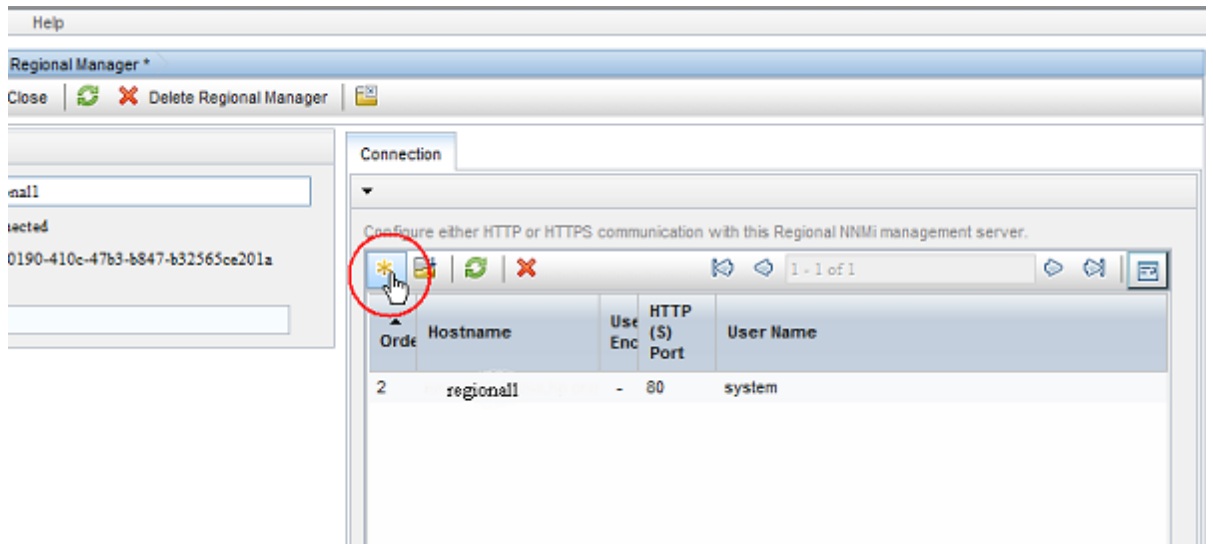 Help
Regional Manager *
Close
Delete Regional Manager
Connection
onal1
nected
0190-410c-47b3-b847-b32565ce201a
Configure either HTTP or HTTPS communication with this Regional NNMi management server.
1 - 1 of 1
Orde
Hostname
Use
Enc
HTTP
(S)
Port
User Name
2 regional1 - 80 system